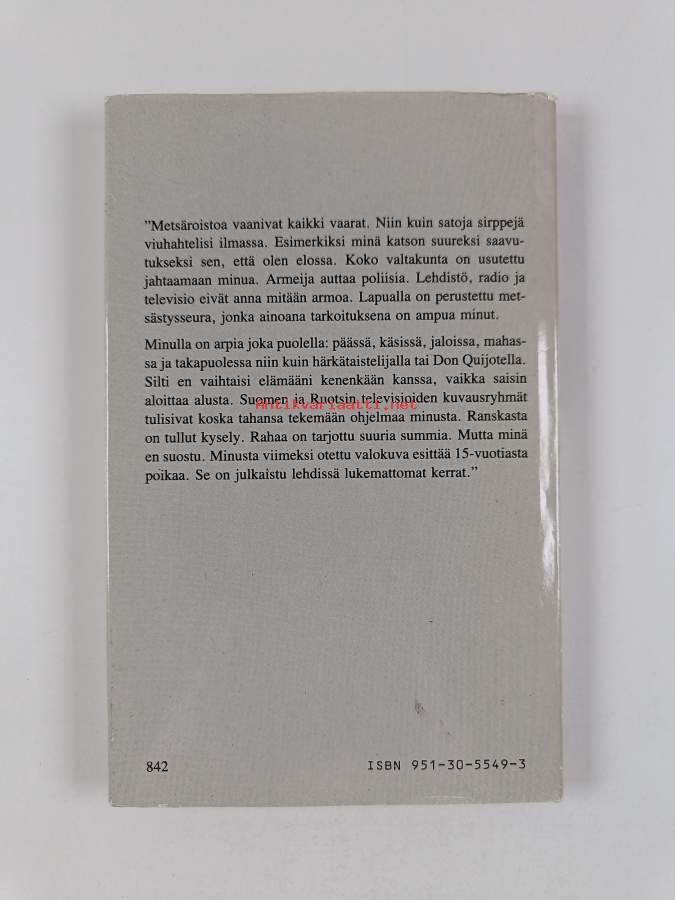 "Metsäroistoa vaanivat kaikki vaarat. Niin kuin satoja sirppejä
viuhahtelisi ilmassa. Esimerkiksi minä katson suureksi saavu-
tukseksi sen, että olen elossa. Koko valtakunta on usutettu
jahtaamaan minua. Armeija auttaa poliisia. Lehdistö, radio ja
televisio eivät anna mitään armoa. Lapualla on perustettu met-
sästysseura, jonka ainoana tarkoituksena on ampua minut.
Minulla on arpia joka puolella: päässä, käsissä, jaloissa, mahas-
sa ja takapuolessa niin kuin härkätaistelijalla tai Don Quijotella.
Silti en vaihtaisi elämääni kenenkään kanssa, vaikka saisin
aloittaa alusta. Suomen ja Ruotsin televisioiden kuvausryhmät
Antikvariaatti.net
tulisivat koska tahansa tekemään ohjelmaa minusta. Ranskasta
on tullut kysely. Rahaa on tarjottu suuria summia. Mutta minä
en suostu. Minusta viimeksi otettu valokuva esittää 15-vuotiasta
poikaa. Se on julkaistu lehdissä lukemattomat kerrat."
842
ISBN 951-30-5549-3